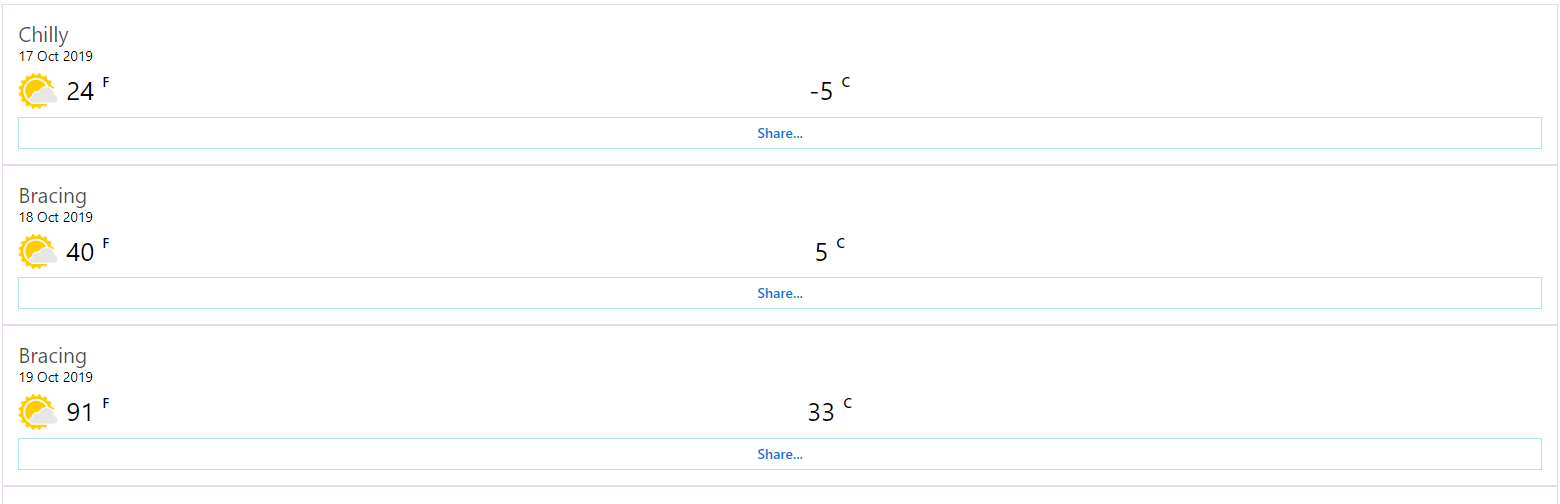 Chilly
17 Oct 2019
24 F -5 C
Share...
Bracing
18 Oct 2019
40 F 5 C
Share...
Bracing
19 Oct 2019
91 F 33 C
Share...